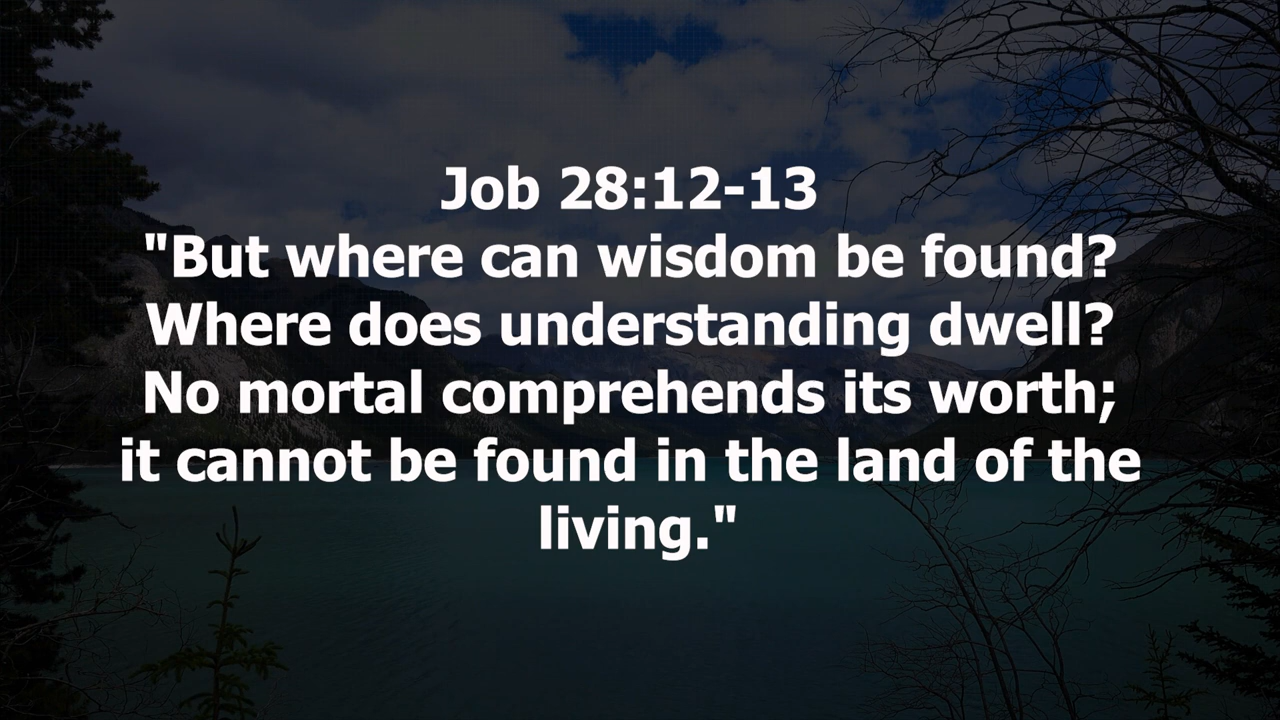 Job 28:12-13
"But where can wisdom be found?
Where does understanding dwell?
No mortal comprehends its worth;
it cannot be found in the land of the
living."